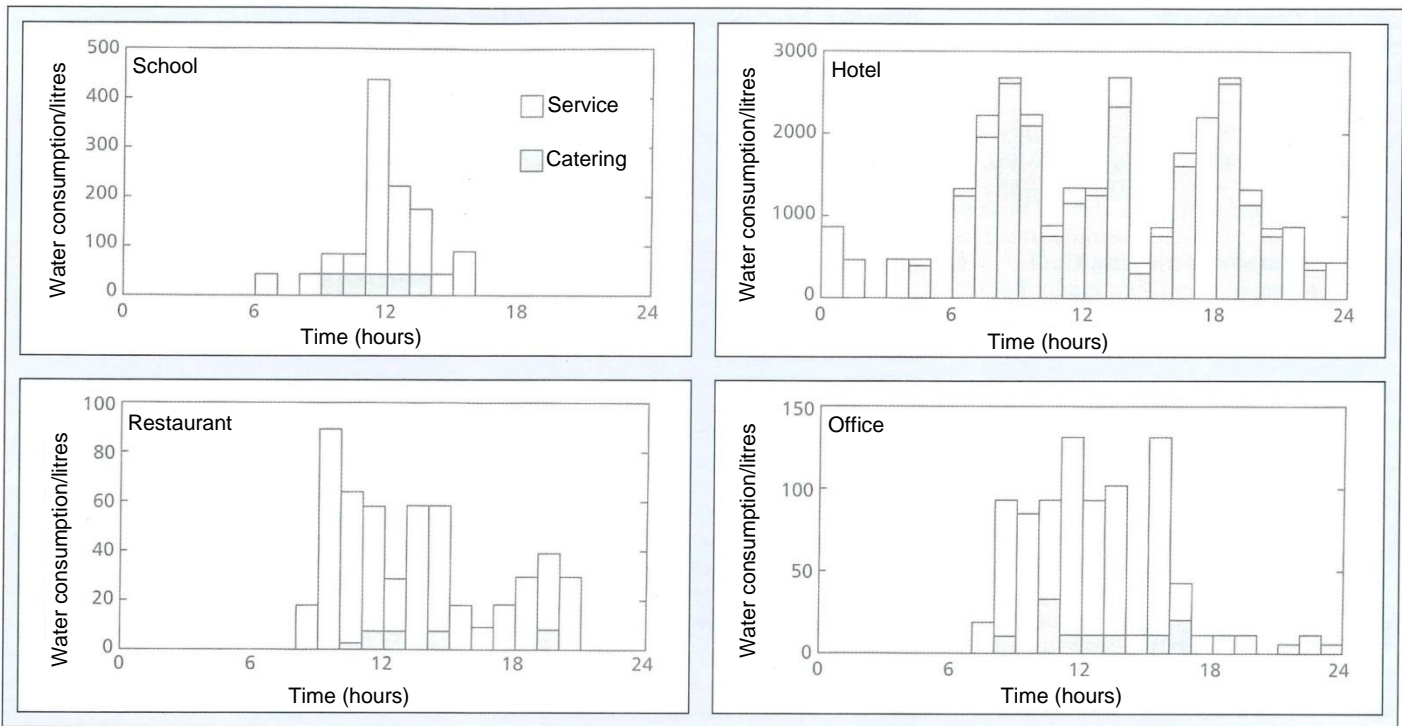 School
Water consumption/litres
500
400
300
200
100
0
Service
Catering
0 6 12 18 24
Time (hours)
Hotel
Water consumption/litres
3000
2000
1000
0
0 6 12 18 24
Time (hours)
Restaurant
Water consumption/litres
100
80
60
40
20
0
0 6 12 18 24
Time (hours)
Office
Water consumption/litres
150
100
50
0
0 6 12 18 24
Time (hours)